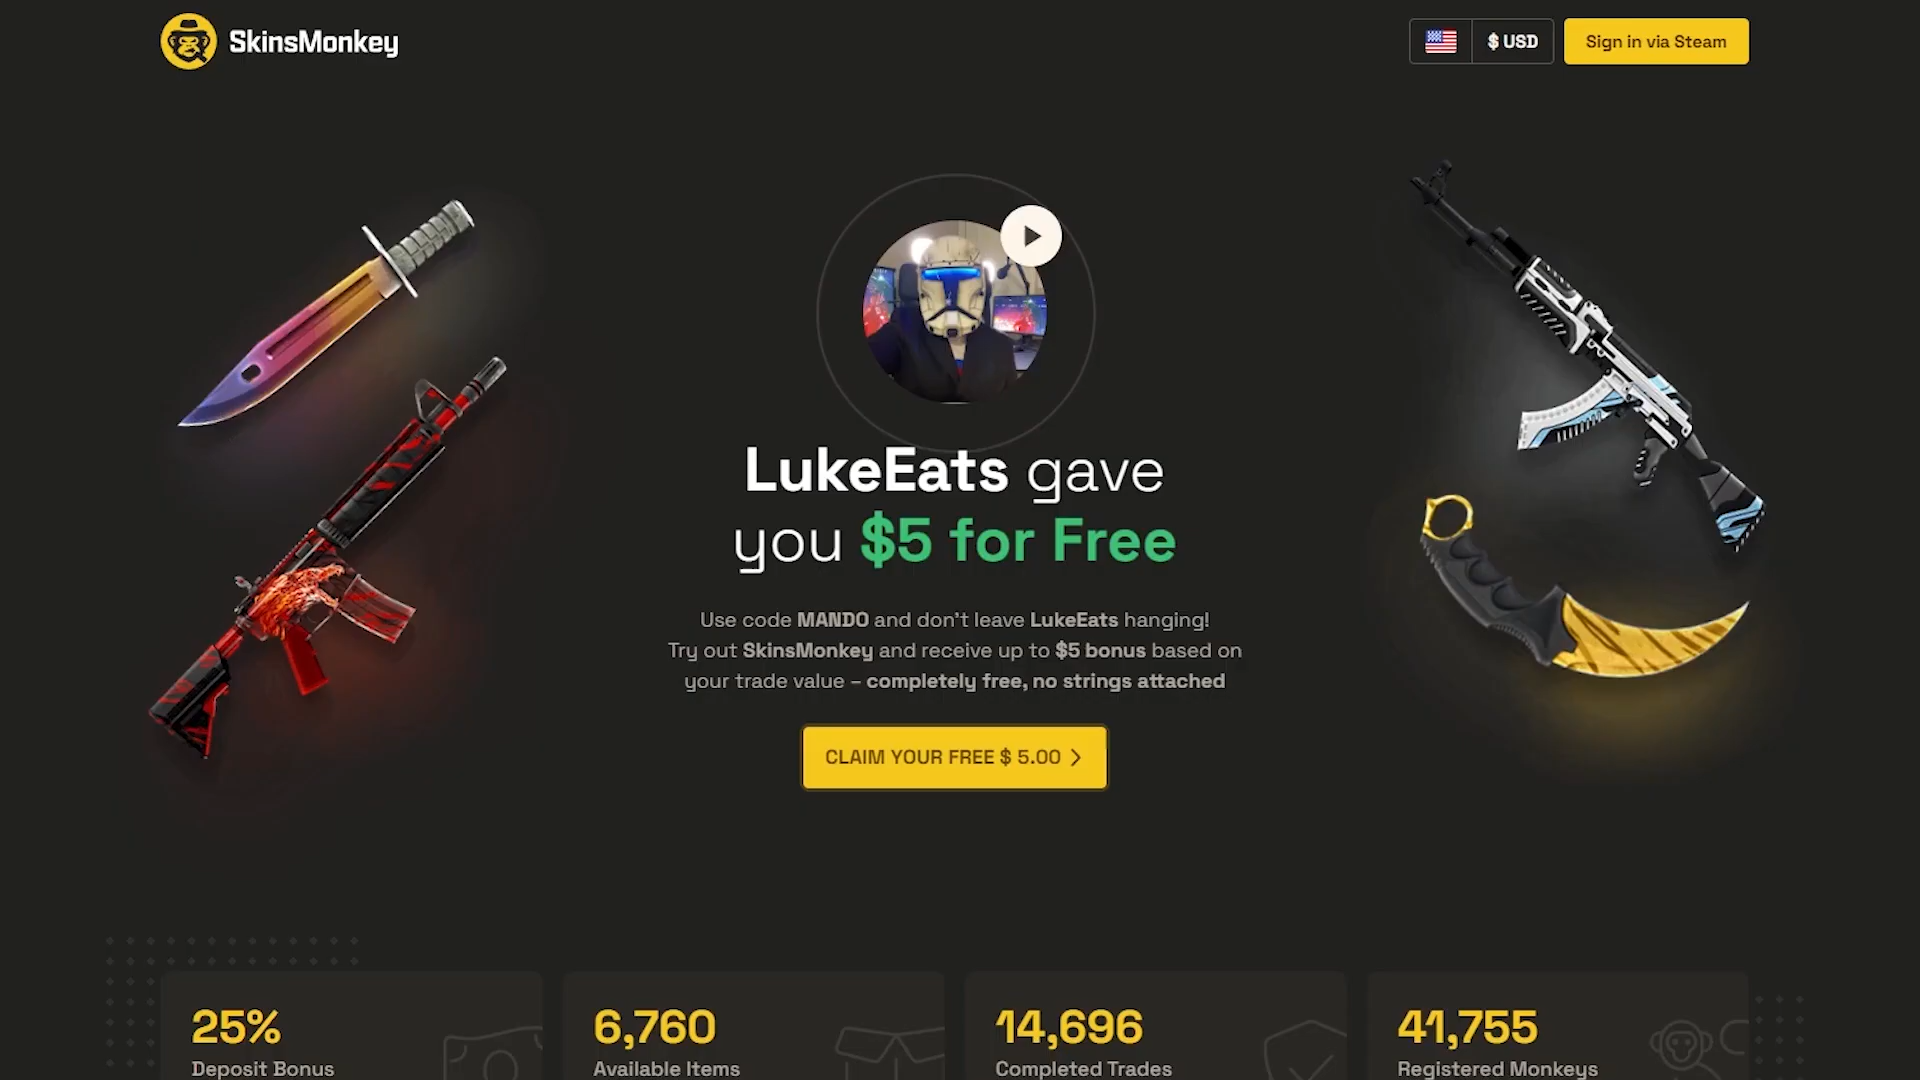 SkinsMonkey
$ USD
Sign in via Steam
LukeEats gave
you $5 for Free
Use code MANDO and don't leave LukeEats hanging!
Try out SkinsMonkey and receive up to $5 bonus based on
your trade value – completely free, no strings attached
CLAIM YOUR FREE $ 5.00
25%
Deposit Bonus
6,760
Available Items
14,696
Completed Trades
41,755
Registered Monkeys